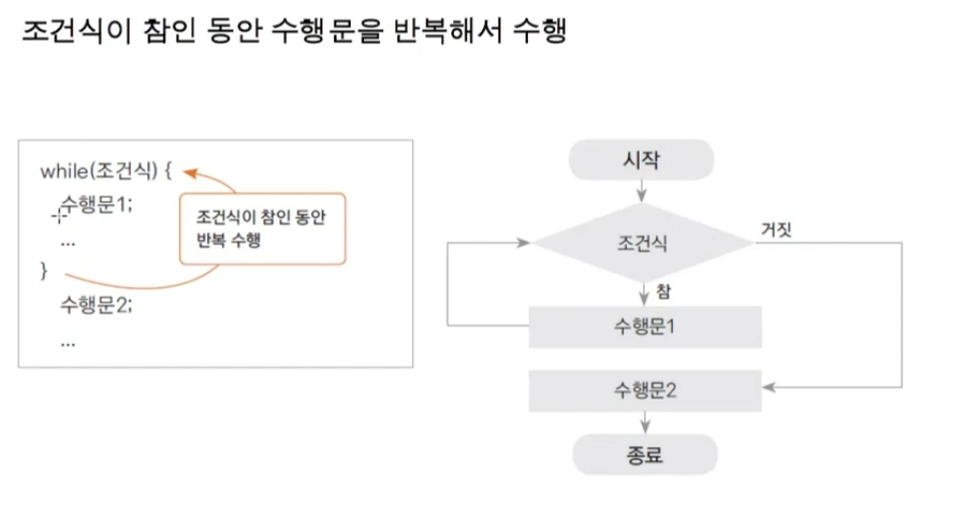 조건식이 참인 동안 수행문을 반복해서 수행
while(조건식) {
수행문1;
...
}
수행문2;
...
조건식이 참인 동안
반복 수행
시작
조건식
거짓
참
수행문1
수행문2
종료